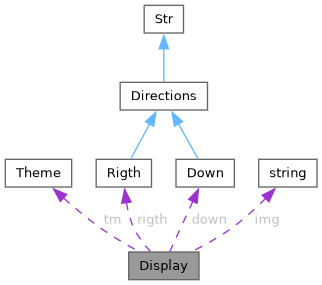 Str
Directions
Theme
Rigth
Down
string
tm
rigth
down
img
Display